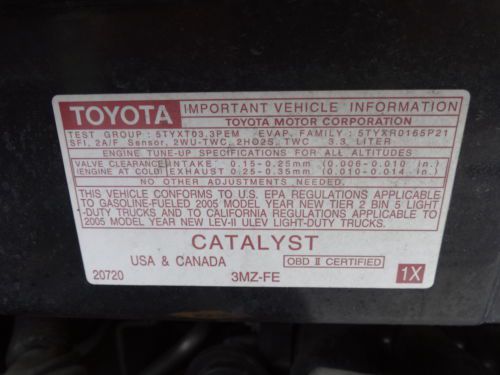 TOYOTA IMPORTANT VEHICLE INFORMATION
TOYOTA MOTOR CORPORATION
TEST GROUP : 5TYXT03.3PEM EVAP. FAMILY : 5TYXR0165P21
SFI, 2A/F Sensor, 2WU-TWC, 2HO2S, TWC 3.3 LITER
ENGINE TUNE-UP SPECIFICATIONS FOR ALL ALTITUDES
VALVE CLEARANCE INTAKE 0.15-0.25mm (0.006-0.010 in.)
(ENGINE AT COLD) EXHAUST 0.25-0.35mm (0.010-0.014 in.)
NO OTHER ADJUSTMENTS NEEDED.
THIS VEHICLE CONFORMS TO U.S. EPA REGULATIONS APPLICABLE
TO GASOLINE-FUELED 2005 MODEL YEAR NEW TIER 2 BIN 5 LIGHT
-DUTY TRUCKS AND TO CALIFORNIA REGULATIONS APPLICABLE TO
2005 MODEL YEAR NEW LEV-II ULEV LIGHT-DUTY TRUCKS.
CATALYST
USA & CANADA OBD II CERTIFIED
20720 3MZ-FE 1X